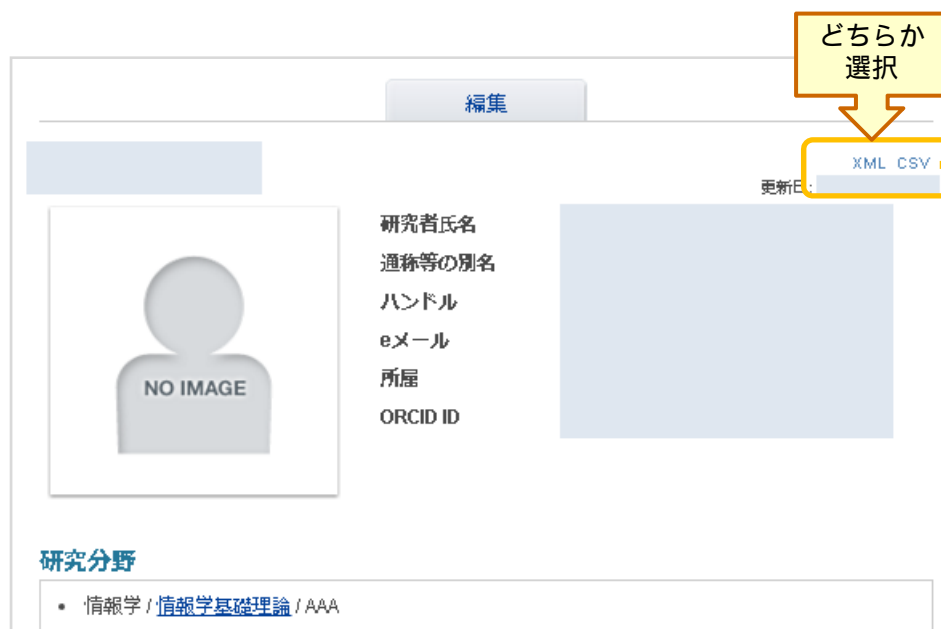 どちらか
選択
編集
XML CSV
更新日:
研究者氏名
通称等の別名
ハンドル
eメール
所属
ORCID ID
NO IMAGE
研究分野
• 情報学 / 情報学基礎理論 / AAA